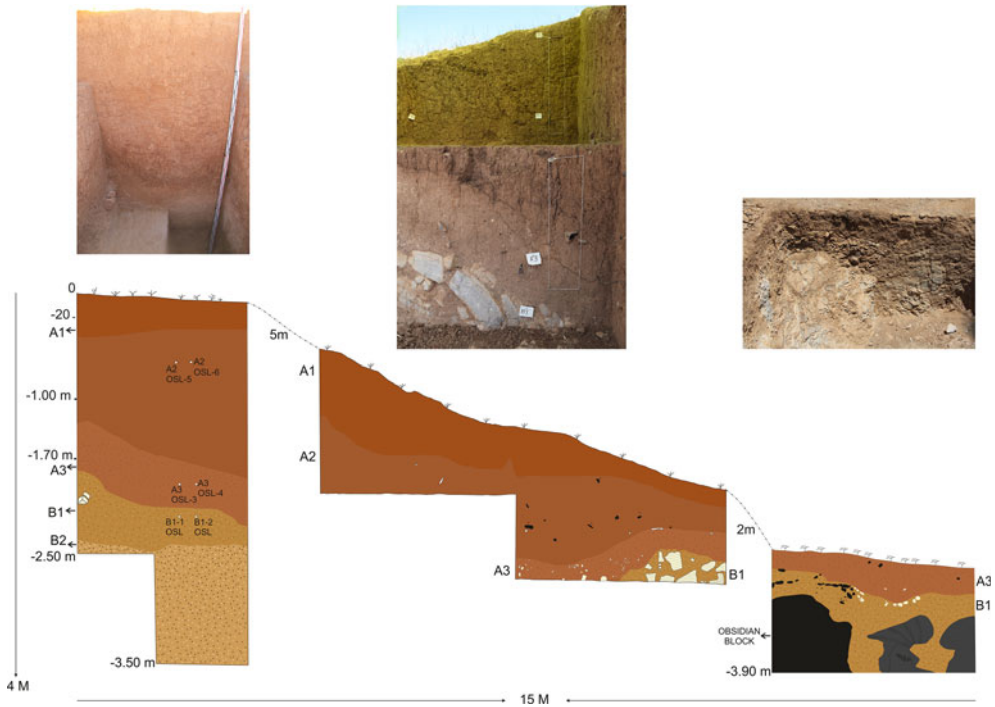 0
-20
A1
A2
OSL-5
A2
OSL-6
-1.00 m
-1.70 m
A3
A3
OSL-3
A3
OSL-4
B1
B1-1
OSL
B1-2
OSL
B2
-2.50 m
-3.50 m
4 M
5m
A1
A2
A3
B1
2m
A3
B1
OBSIDIAN
BLOCK
-3.90 m
15 M